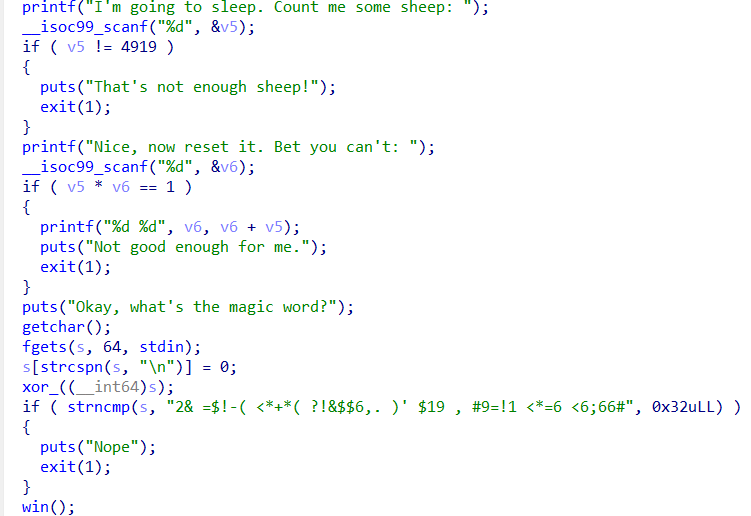 printf("I'm going to sleep. Count me some sheep: ");
__isoc99_scanf("%d", &v5);
if ( v5 != 4919 )
{
puts("That's not enough sheep!");
exit(1);
}
printf("Nice, now reset it. Bet you can't: ");
__isoc99_scanf("%d", &v6);
if ( v5 * v6 == 1 )
{
printf("%d %d", v6, v6 + v5);
puts("Not good enough for me.");
exit(1);
}
puts("Okay, what's the magic word?");
getchar();
fgets(s, 64, stdin);
s[strcspn(s, "\n")] = 0;
xor_((__int64)s);
if ( strncmp(s, "2& =$!-( <*+*( ?!&$$6,. )' $19 , #9=!1 <*=6 <6;66#", 0x32uLL) )
{
puts("Nope");
exit(1);
}
win();